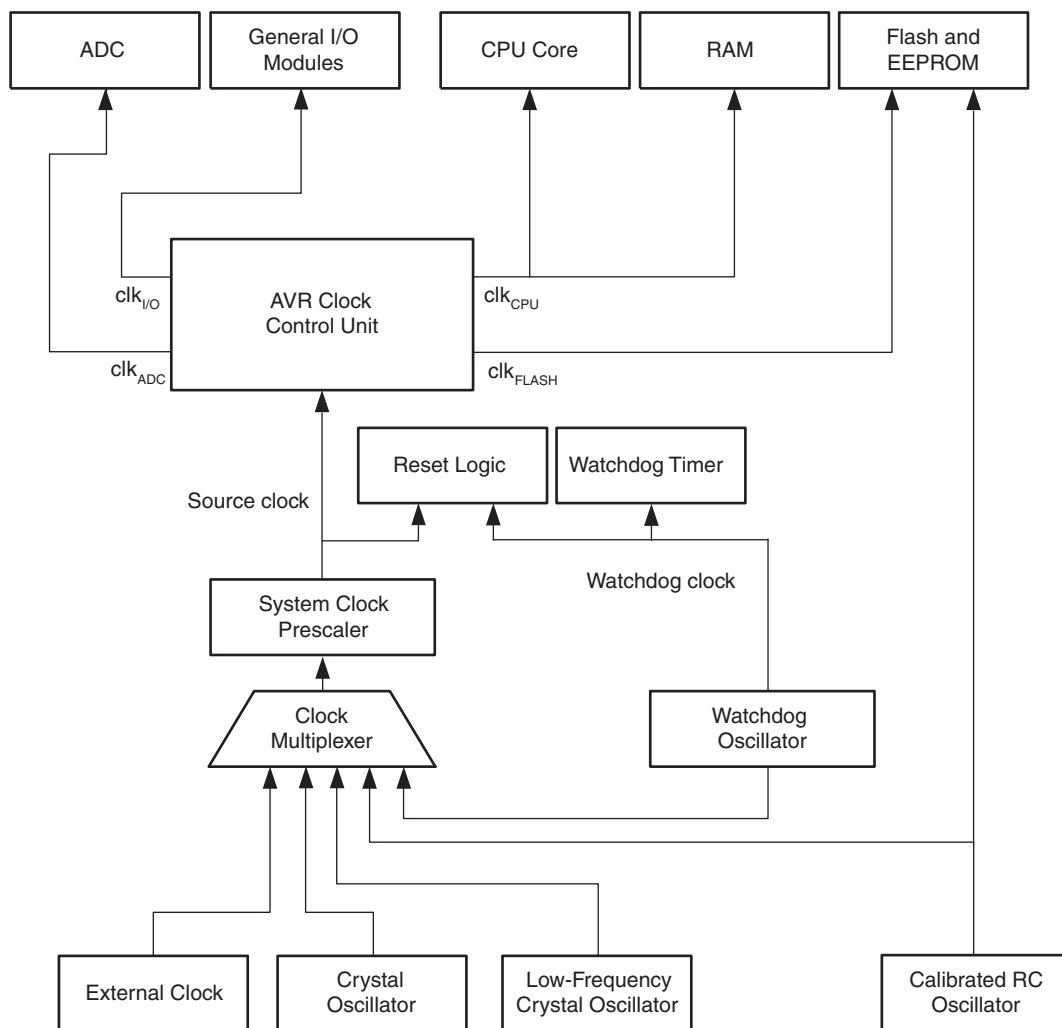 ADC
General I/O
Modules
CPU Core
RAM
Flash and
EEPROM
AVR Clock
Control Unit
clkI/O
clkCPU
clkADC
clkFLASH
Reset Logic
Watchdog Timer
Source clock
Watchdog clock
System Clock
Prescaler
Clock
Multiplexer
Watchdog
Oscillator
External Clock
Crystal
Oscillator
Low-Frequency
Crystal Oscillator
Calibrated RC
Oscillator